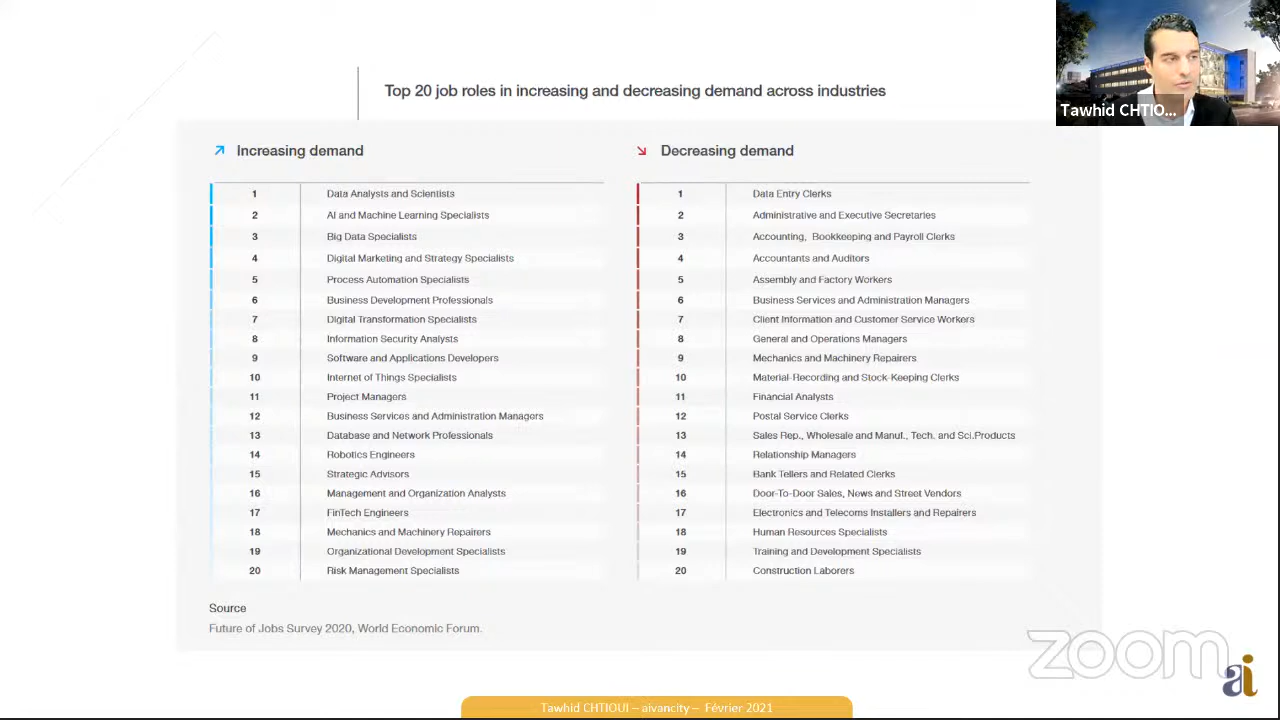 Tawhid CHTIO...
Top 20 job roles in increasing and decreasing demand across industries
Increasing demand
1 Data Analysts and Scientists
2 AI and Machine Learning Specialists
3 Big Data Specialists
4 Digital Marketing and Strategy Specialists
5 Process Automation Specialists
6 Business Development Professionals
7 Digital Transformation Specialists
8 Information Security Analysts
9 Software and Applications Developers
10 Internet of Things Specialists
11 Project Managers
12 Business Services and Administration Managers
13 Database and Network Professionals
14 Robotics Engineers
15 Strategic Advisors
16 Management and Organization Analysts
17 FinTech Engineers
18 Mechanics and Machinery Repairers
19 Organizational Development Specialists
20 Risk Management Specialists
Decreasing demand
1 Data Entry Clerks
2 Administrative and Executive Secretaries
3 Accounting, Bookkeeping and Payroll Clerks
4 Accountants and Auditors
5 Assembly and Factory Workers
6 Business Services and Administration Managers
7 Client Information and Customer Service Workers
8 General and Operations Managers
9 Mechanics and Machinery Repairers
10 Material-Recording and Stock-Keeping Clerks
11 Financial Analysts
12 Postal Service Clerks
13 Sales Rep., Wholesale and Manuf., Tech. and Sci.Products
14 Relationship Managers
15 Bank Tellers and Related Clerks
16 Door-To-Door Sales, News and Street Vendors
17 Electronics and Telecoms Installers and Repairers
18 Human Resources Specialists
19 Training and Development Specialists
20 Construction Laborers
Source
Future of Jobs Survey 2020, World Economic Forum.
zoom
ai
Tawhid CHTIOUI – aivancity – Février 2021